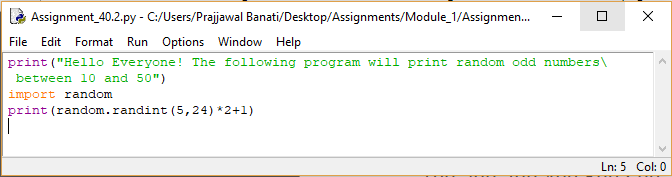 Assignment_40.2.py - C:/Users/Prajjawal Banati/Desktop/Assignments/Module_1/Assignmen...
File Edit Format Run Options Window Help
print("Hello Everyone! The following program will print random odd numbers\
 between 10 and 50")
import random
print(random.randint(5,24)*2+1)
Ln: 5 Col: 0